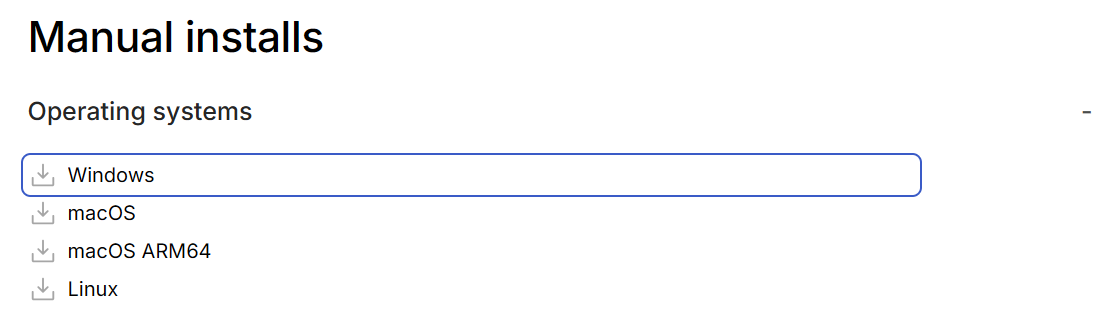 Manual installs
Operating systems -
Windows
macOS
macOS ARM64
Linux